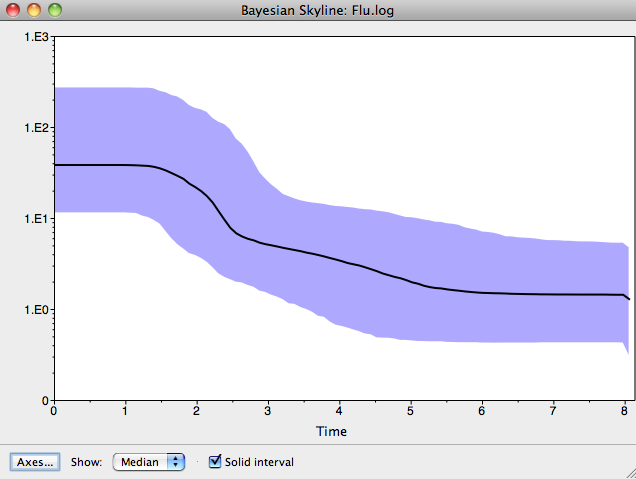 Bayesian Skyline: Flu.log
1.E3
1.E2
1.E1
1.E0
0
0 1 2 3 4 5 6 7 8
Time
Axes... Show: Median Solid interval